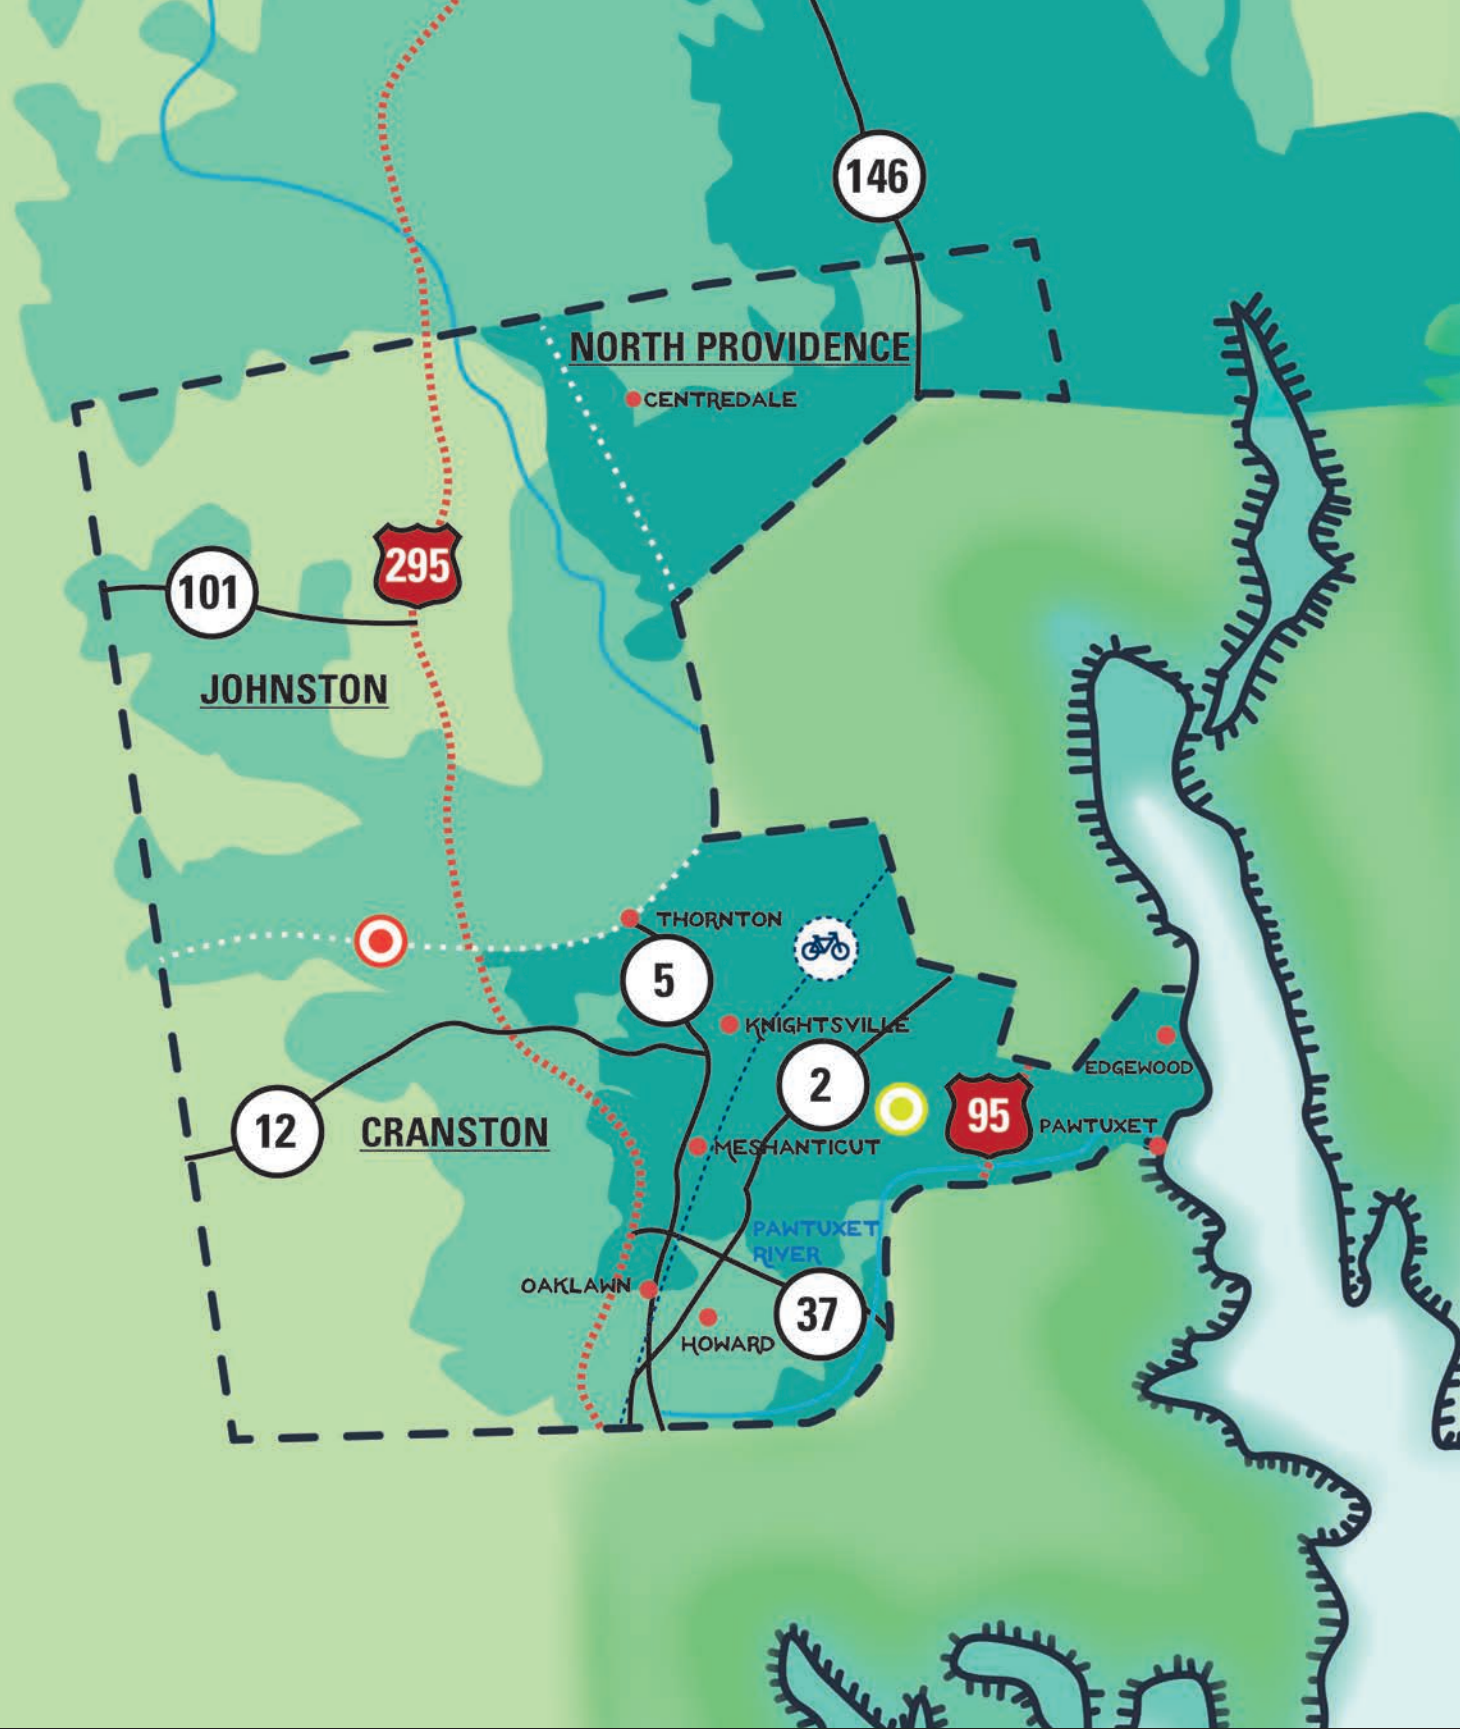 146
NORTH PROVIDENCE
CENTREDALE
295
101
JOHNSTON
THORNTON
5
KNIGHTSVILLE
EDGEWOOD
2
95
PAWTUXET
12
CRANSTON
MESHANTICUT
PAWTUXET
RIVER
OAKLAWN
37
HOWARD